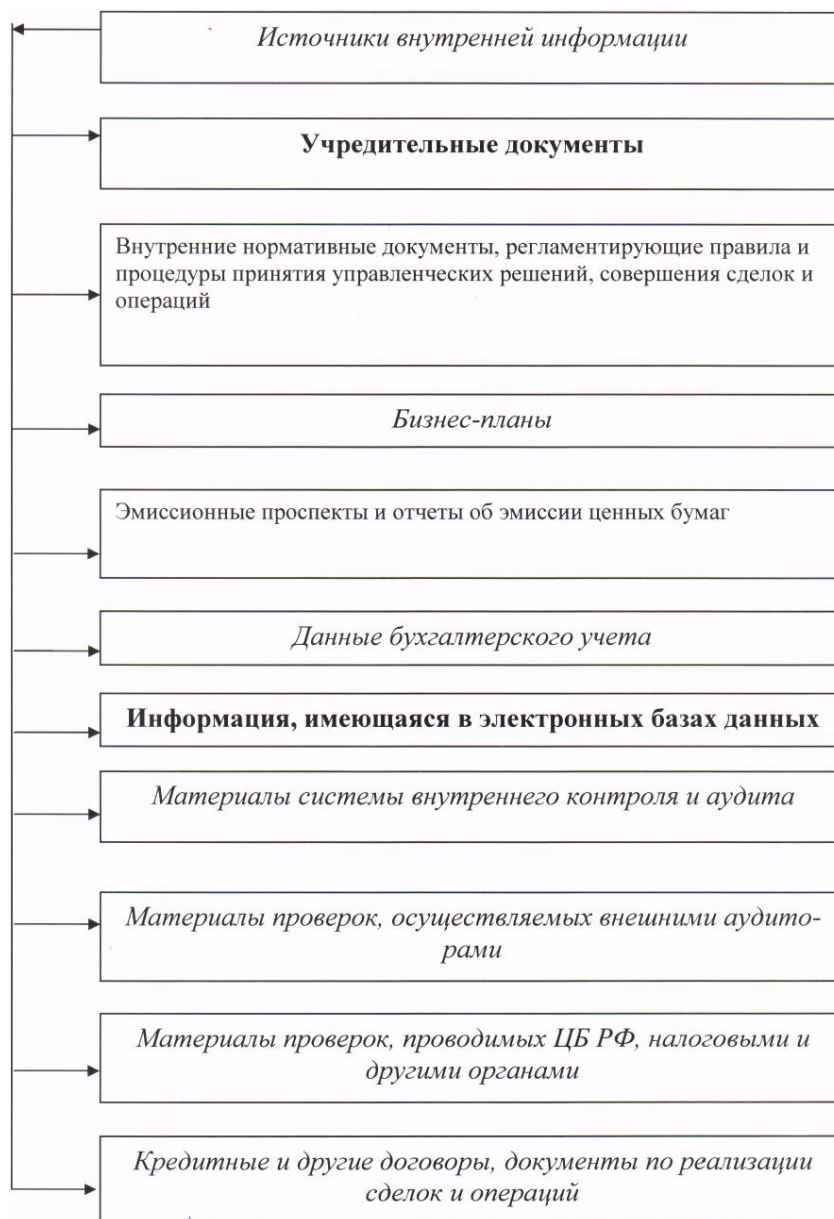 Источники внутренней информации
Учредительные документы
Внутренние нормативные документы, регламентирующие правила и
процедуры принятия управленческих решений, совершения сделок и
операций
Бизнес-планы
Эмиссионные проспекты и отчеты об эмиссии ценных бумаг
Данные бухгалтерского учета
Информация, имеющаяся в электронных базах данных
Материалы системы внутреннего контроля и аудита
Материалы проверок, осуществляемых внешними аудито-
рами
Материалы проверок, проводимых ЦБ РФ, налоговыми и
другими органами
Кредитные и другие договоры, документы по реализации
сделок и операций